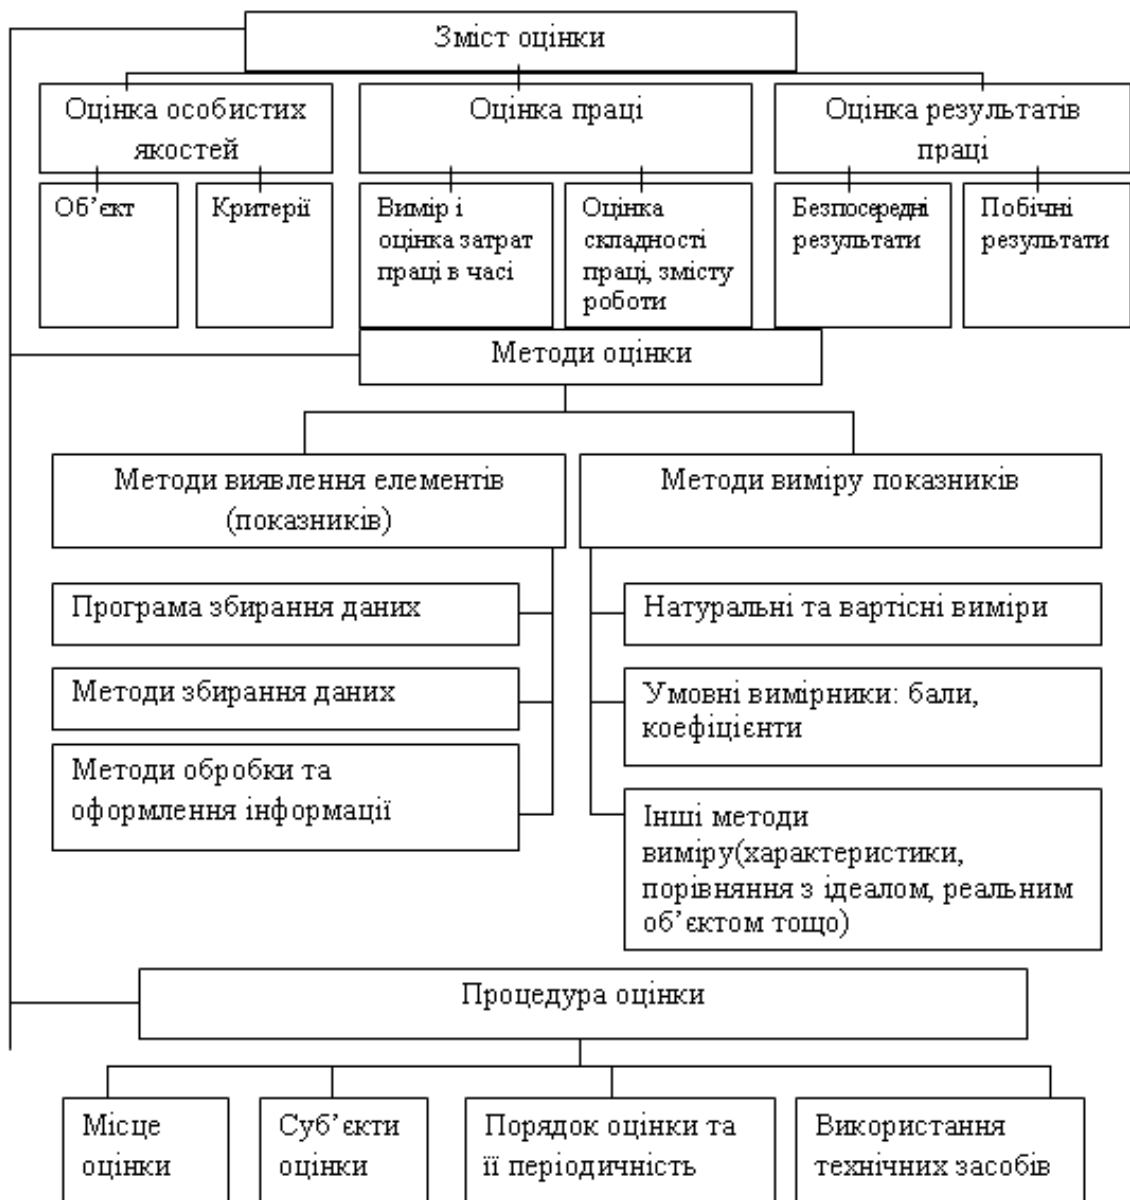 Зміст оцінки
Оцінка особистих
якостей
Оцінка праці
Оцінка результатів
праці
Об’єкт
Критерії
Вимір і
оцінка затрат
праці в часі
Оцінка
складності
праці, змісту
роботи
Безпосередні
результати
Побічні
результати
Методи оцінки
Методи виявлення елементів
(показників)
Методи виміру показників
Програма збирання даних
Методи збирання даних
Методи обробки та
оформлення інформації
Натуральні та вартісні виміри
Умовні вимірники: бали,
коефіцієнти
Інші методи
виміру(характеристики,
порівняння з ідеалом, реальним
об’єктом тощо)
Процедура оцінки
Місце
оцінки
Суб’єкти
оцінки
Порядок оцінки та
її періодичність
Використання
технічних засобів